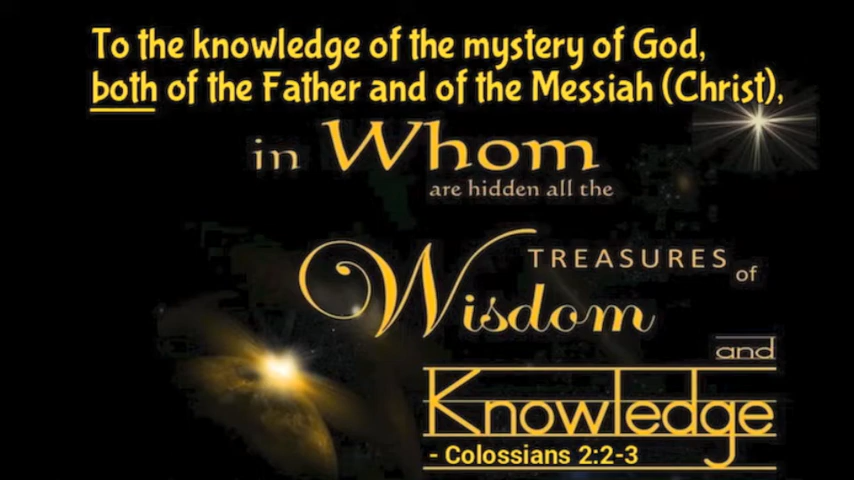 To the knowledge of the mystery of God,
both of the Father and of the Messiah (Christ),
in Whom
are hidden all the
TREASURES of
Wisdom
and
Knowledge
- Colossians 2:2-3